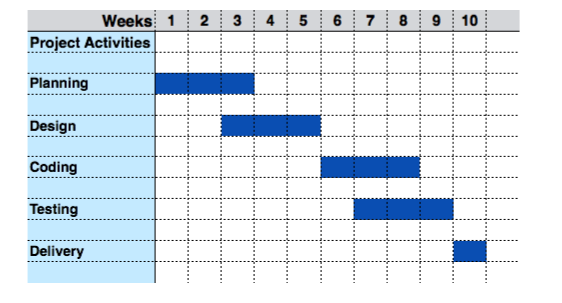 Weeks 1 2 3 4 5 6 7 8 9 10
Project Activities
Planning
Design
Coding
Testing
Delivery